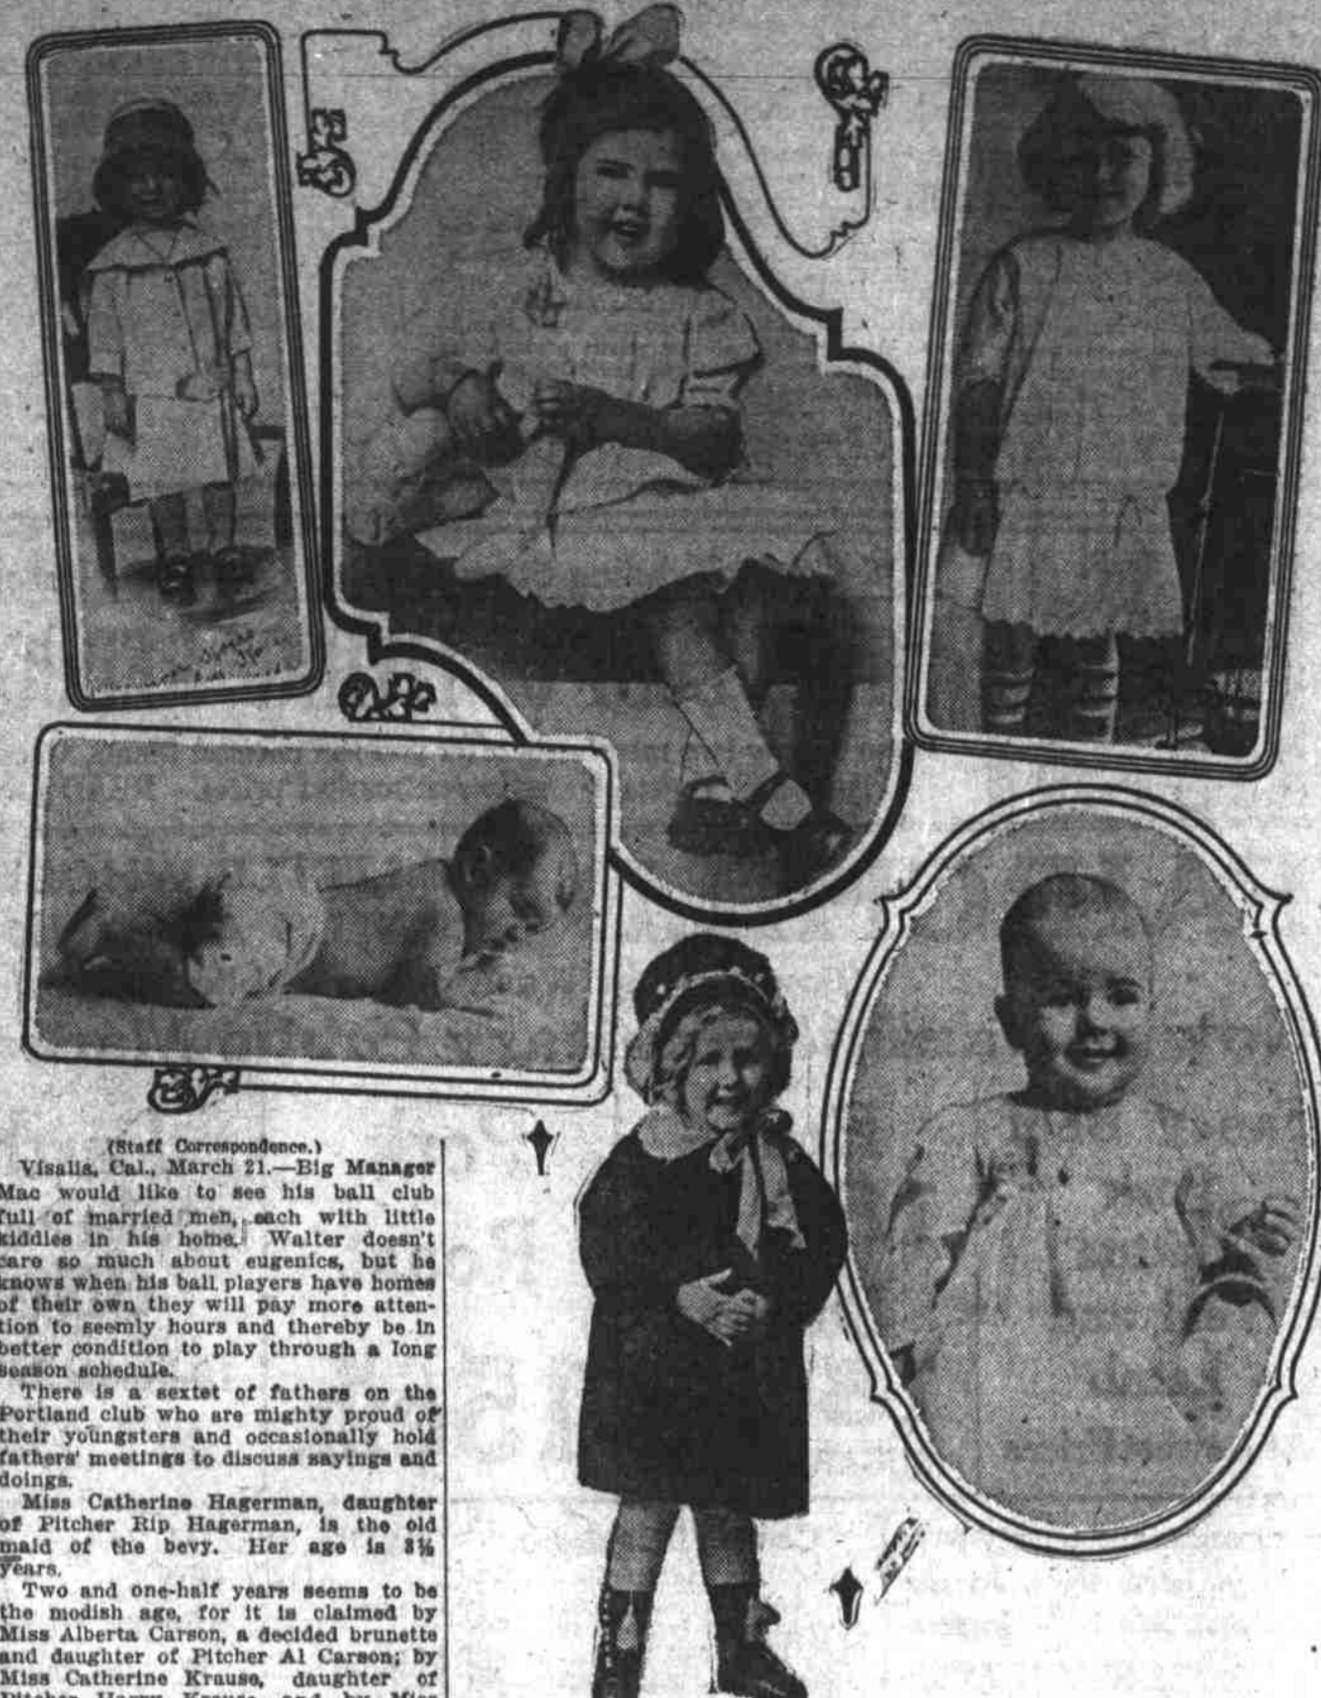 (Staff Correspondence.)
Visalia, Cal., March 21.—Big Manager
Mac would like to see his ball club
full of married men, each with little
kiddies in his home. Walter doesn't
care so much about eugenics, but he
knows when his ball players have homes
of their own they will pay more atten-
tion to seemly hours and thereby be in
better condition to play through a long
season schedule.
There is a sextet of fathers on the
Portland club who are mighty proud of
their youngsters and occasionally hold
fathers' meetings to discuss sayings and
doings.
Miss Catherine Hagerman, daughter
of Pitcher Rip Hagerman, is the old
maid of the bevy. Her age is 3½
years.
Two and one-half years seems to be
the modish age, for it is claimed by
Miss Alberta Carson, a decided brunette
and daughter of Pitcher Al Carson; by
Miss Catherine Krause, daughter of
Pitcher Harry Krause, and by Miss